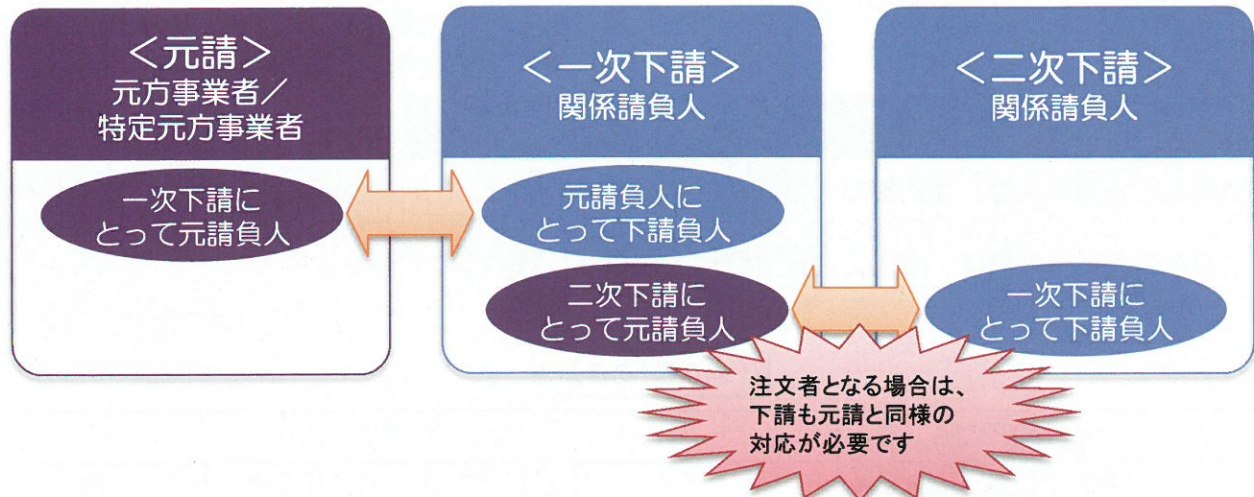 ＜元請＞
元方事業者／
特定元方事業者
一次下請に
とって元請負人
＜一次下請＞
関係請負人
元請負人に
とって下請負人
二次下請に
とって元請負人
＜二次下請＞
関係請負人
一次下請に
とって下請負人
注文者となる場合は、
下請も元請と同様の
対応が必要です